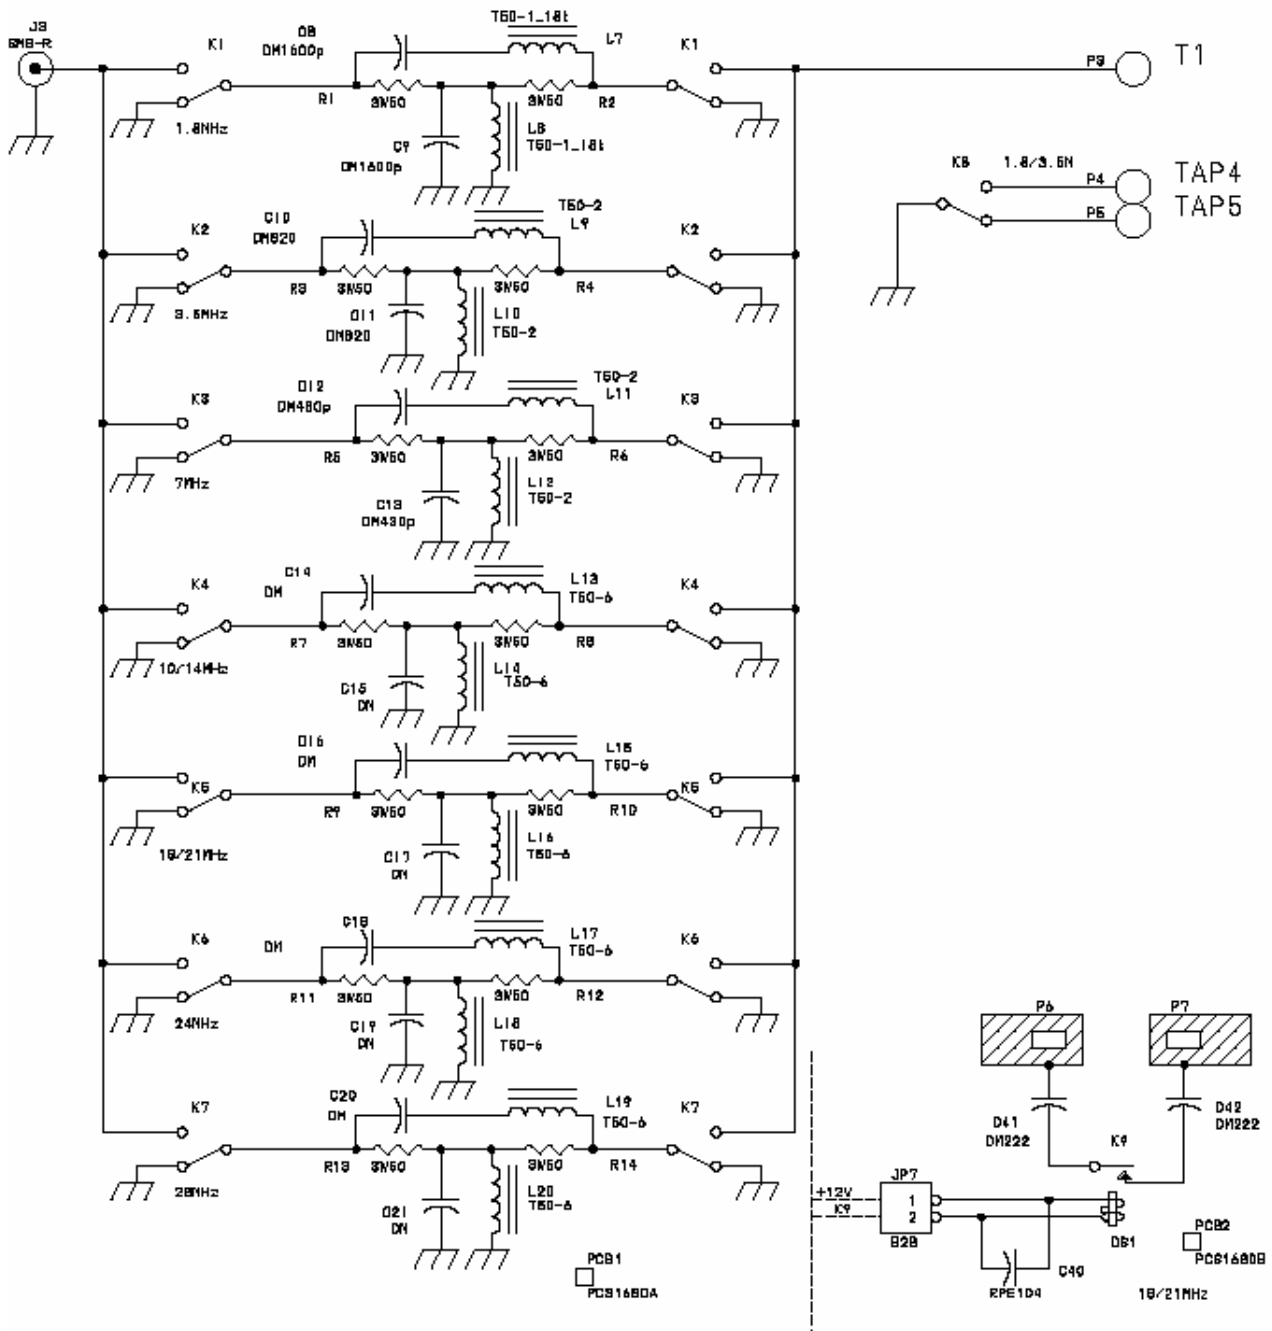 J3
SMB-R
K1
C8
DM1600p
T50-1_18t
L7
K1
P3
T1
R1
3W50
3W50
R2
1.8MHz
C9
DM1600p
L8
T50-1_18t
K8
1.8/3.5M
P4
TAP4
P5
TAP5
K2
C10
DM820
T50-2
L9
K2
R3
3W50
3W50
R4
3.5MHz
C11
DM820
L10
T50-2
K3
C12
DM430p
T50-2
L11
K3
R5
3W50
3W50
R6
7MHz
C13
DM430p
L12
T50-2
K4
C14
DM
L13
T50-6
K4
R7
3W50
3W50
R8
10/14MHz
C15
DM
L14
T50-6
C16
DM
L15
T50-6
K5
K5
R9
3W50
3W50
R10
18/21MHz
C17
DM
L16
T50-6
K6
C18
DM
L17
T50-6
K6
R11
3W50
3W50
R12
24MHz
C19
DM
L18
T50-6
P6
P7
K7
C20
DM
L19
T50-6
K7
D41
DM222
K9
D42
DM222
R13
3W50
3W50
R14
28MHz
C21
DM
L20
T50-6
JP7
+12V
1
K9
2
B2B
DS1
PCB2
PCS1680B
C40
RPE104
18/21MHz
PCB1
PCS1680A